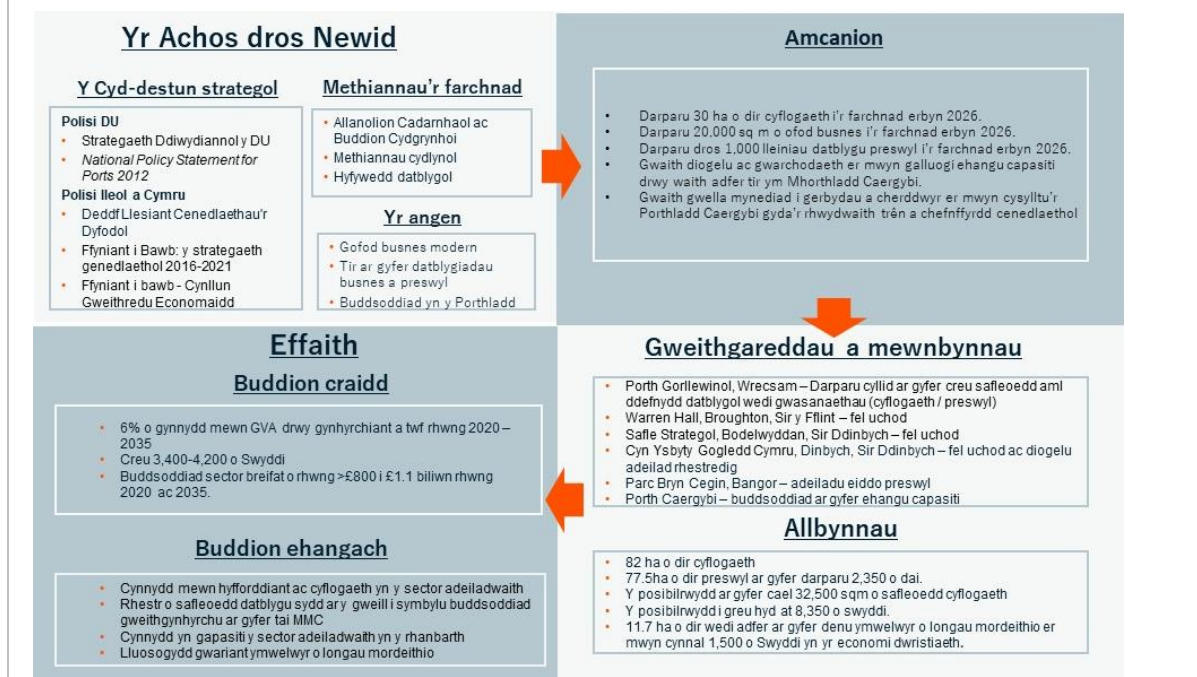 Yr Achos dros Newid
Y Cyd-destun strategol
Polisi DU
• Strategaeth Ddiwydiannol y DU
• National Policy Statement for
Ports 2012
Polisi lleol a Cymru
• Deddf Llesiant Cenedlaethau'r
Dyfodol
• Ffyniant i Bawb: y strategaeth
genedlaethol 2016-2021
• Ffyniant i bawb - Cynllun
Gweithredu Economaidd
Methiannau'r farchnad
• Allanolion Cadarnhaol ac
Buddion Cydgrynhoi
• Methiannau cydlynol
• Hyfywedd datblygol
Yr angen
• Gofod busnes modern
• Tir ar gyfer datblygiadau
busnes a preswyl
• Buddsoddiad yn y Porthladd
Amcanion
• Darparu 30 ha o dir cyflogaeth i'r farchnad erbyn 2026.
• Darparu 20,000 sq m o ofod busnes i'r farchnad erbyn 2026.
• Darparu dros 1,000 lleiniau datblygu preswyl i'r farchnad erbyn 2026.
• Gwaith diogelu ac gwarchodaeth er mwyn galluogi ehangu capasiti
drwy waith adfer tir ym Mhorthladd Caergybi.
• Gwaith gwella mynediad i gerbydau a cherddwyr er mwyn cysylltu'r
Porthladd Caergybi gyda'r rhwydwaith trên a chefnffyrdd cenedlaethol
Gweithgareddau a mewnbynnau
• Porth Gorllewinol, Wrecsam – Darparu cyllid ar gyfer creu safleoedd aml
ddefnydd datblygol wedi gwasanaethau (cyflogaeth / preswyl)
• Warren Hall, Broughton, Sir y Fflint – fel uchod
• Safle Strategol, Bodelwyddan, Sir Ddinbych – fel uchod
• Cyn Ysbyty Gogledd Cymru, Dinbych, Sir Ddinbych – fel uchod ac diogelu
adeilad rhestredig
• Parc Bryn Cegin, Bangor – adeiladu eiddo preswyl
• Porth Caergybi – buddsoddiad ar gyfer ehangu capasiti
Allbynnau
• 82 ha o dir cyflogaeth
• 77.5ha o dir preswyl ar gyfer darparu 2,350 o dai.
• Y posibilrwydd ar gyfer cael 32,500 sqm o safleoedd cyflogaeth
• Y posibilrwydd i greu hyd at 8,350 o swyddi.
• 11.7 ha o dir wedi adfer ar gyfer denu ymwelwyr o longau mordeithio er
mwyn cynnal 1,500 o Swyddi yn yr economi dwristiaeth.
Effaith
Buddion craidd
• 6% o gynnydd mewn GVA drwy gynhyrchiant a twf rhwng 2020 –
2035
• Creu 3,400-4,200 o Swyddi
• Buddsoddiad sector breifat o rhwng >£800 i £1.1 biliwn rhwng
2020 ac 2035.
Buddion ehangach
• Cynnydd mewn hyfforddiant ac cyflogaeth yn y sector adeiladwaith
• Rhestr o safleoedd datblygu sydd ar y gweill i symbylu buddsoddiad
gweithgynhyrchu ar gyfer tai MMC
• Cynnydd yn gapasiti y sector adeiladwaith yn y rhanbarth
• Lluosogydd gwariant ymwelwyr o longau mordeithio